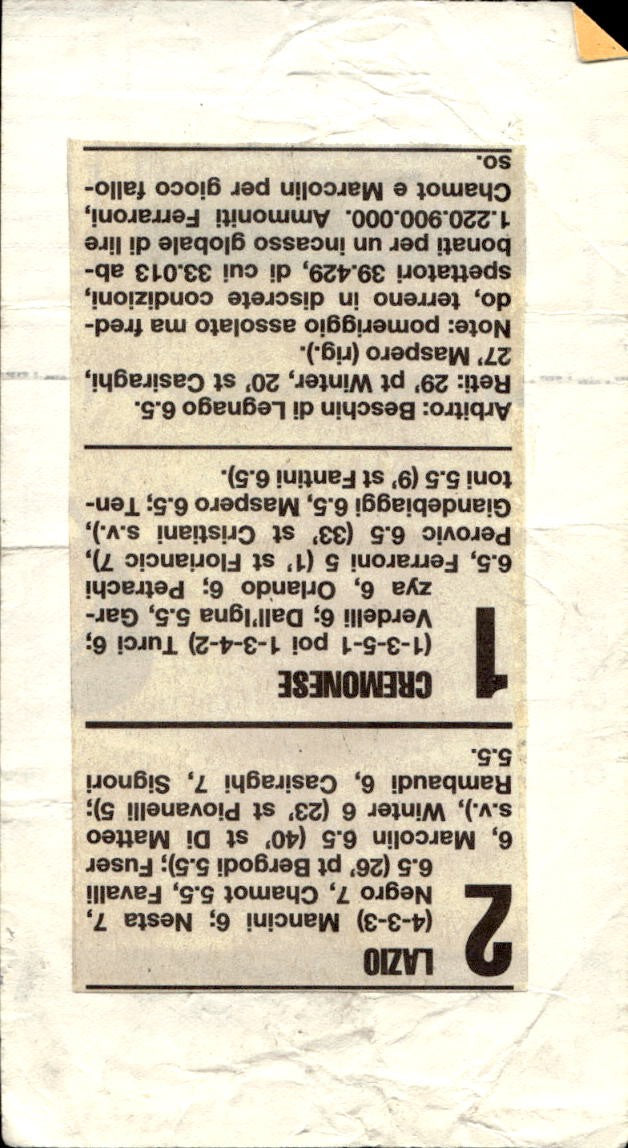 LAZIO
2
(4-3-3) Mancini 6; Nesta 7,
Negro 7, Chamot 5.5, Favalli
6.5 (26' pt Bergodi 5.5); Fuser
6, Marcolin 6.5 (40' st Di Matteo
s.v.), Winter 6 (23' st Piovanelli 5);
Rambaudi 6, Casiraghi 7, Signori
5.5.
CREMONESE
1
(1-3-5-1 poi 1-3-4-2) Turci 6;
Verdelli 6; Dall'Igna 5.5, Gar-
zya 6, Orlando 6; Petrachi
6.5, Ferraroni 5 (1' st Florijancic 7),
Perovic 6.5 (33' st Cristiani s.v.),
Giandebiaggi 6.5, Maspero 6.5; Ten-
toni 5.5 (9' st Fantini 6.5).
Arbitro: Beschin di Legnago 6.5.
Reti: 29' pt Winter, 20' st Casiraghi,
27' Maspero (rig.).
Note: pomeriggio assolato ma fred-
do, terreno in discrete condizioni,
spettatori 39.429, di cui 33.013 ab-
bonati per un incasso globale di lire
1.220.900.000. Ammoniti Ferraroni,
Chamot e Marcolin per gioco fallo-
so.